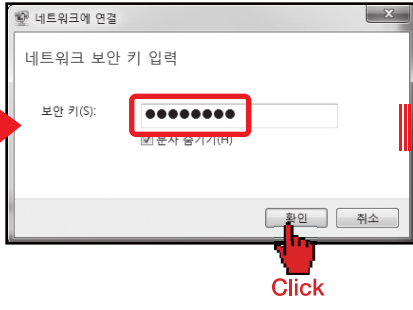 네트워크에 연결
네트워크 보안 키 입력
보안 키(S): ●●●●●●●●
문자 숨기기(H)
확인 취소
Click